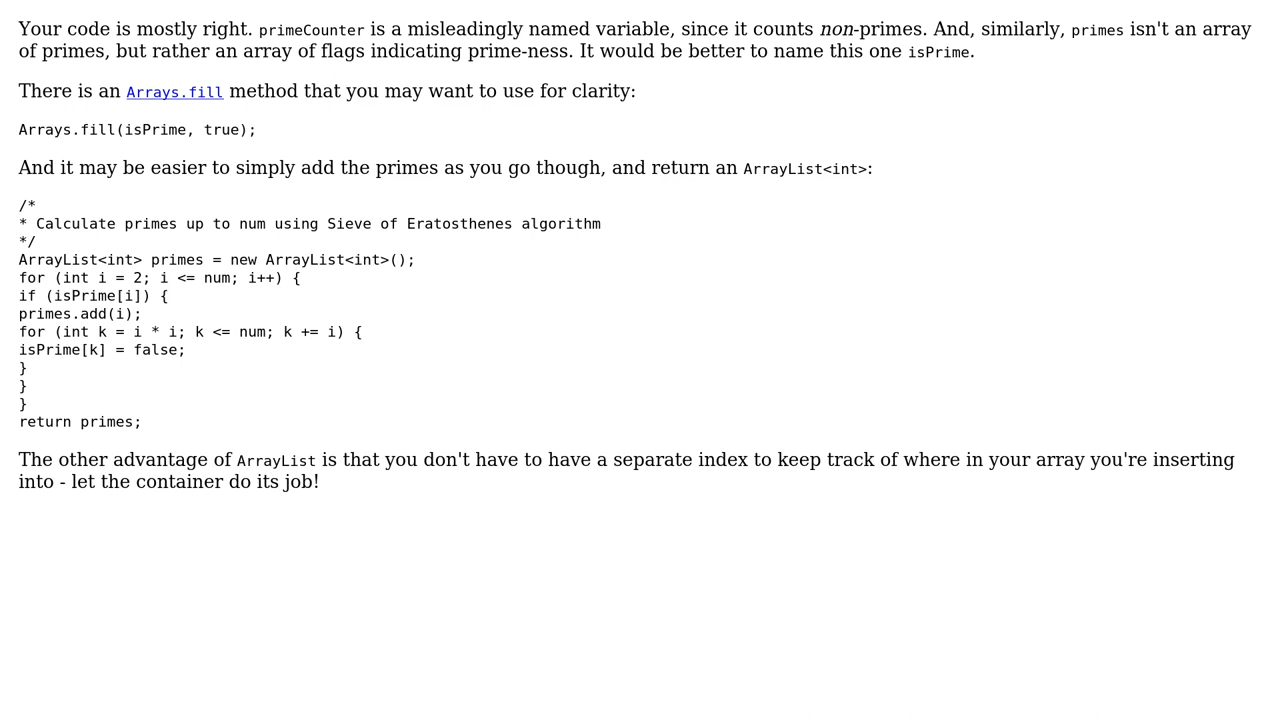 Your code is mostly right. primeCounter is a misleadingly named variable, since it counts non-primes. And, similarly, primes isn't an array
of primes, but rather an array of flags indicating prime-ness. It would be better to name this one isPrime.
There is an Arrays.fill method that you may want to use for clarity:
Arrays.fill(isPrime, true);
And it may be easier to simply add the primes as you go though, and return an ArrayList<int>:
/*
* Calculate primes up to num using Sieve of Eratosthenes algorithm
*/
ArrayList<int> primes = new ArrayList<int>();
for (int i = 2; i <= num; i++) {
if (isPrime[i]) {
primes.add(i);
for (int k = i * i; k <= num; k += i) {
isPrime[k] = false;
}
}
}
return primes;
The other advantage of ArrayList is that you don't have to have a separate index to keep track of where in your array you're inserting
into - let the container do its job!